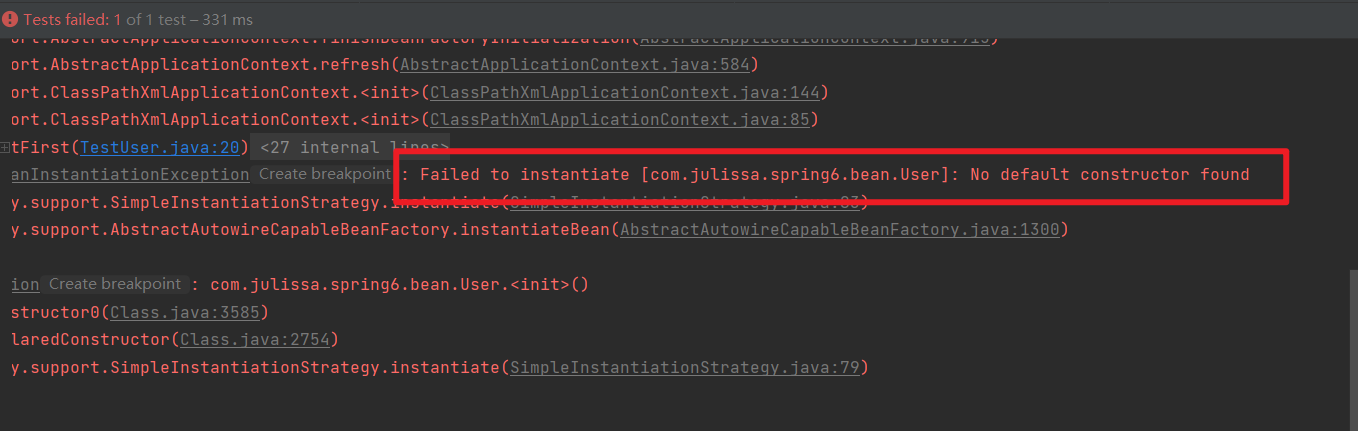 Tests failed: 1 of 1 test – 331 ms
ort.AbstractApplicationContext.finishBeanFactoryInitialization(AbstractApplicationContext.java:915)
ort.AbstractApplicationContext.refresh(AbstractApplicationContext.java:584)
ort.ClassPathXmlApplicationContext.<init>(ClassPathXmlApplicationContext.java:144)
ort.ClassPathXmlApplicationContext.<init>(ClassPathXmlApplicationContext.java:85)
tFirst(TestUser.java:20) <27 internal lines>
anInstantiationException Create breakpoint : Failed to instantiate [com.julissa.spring6.bean.User]: No default constructor found
y.support.SimpleInstantiationStrategy.instantiate(SimpleInstantiationStrategy.java:83)
y.support.AbstractAutowireCapableBeanFactory.instantiateBean(AbstractAutowireCapableBeanFactory.java:1300)
ion Create breakpoint : com.julissa.spring6.bean.User.<init>()
structor0(Class.java:3585)
laredConstructor(Class.java:2754)
y.support.SimpleInstantiationStrategy.instantiate(SimpleInstantiationStrategy.java:79)